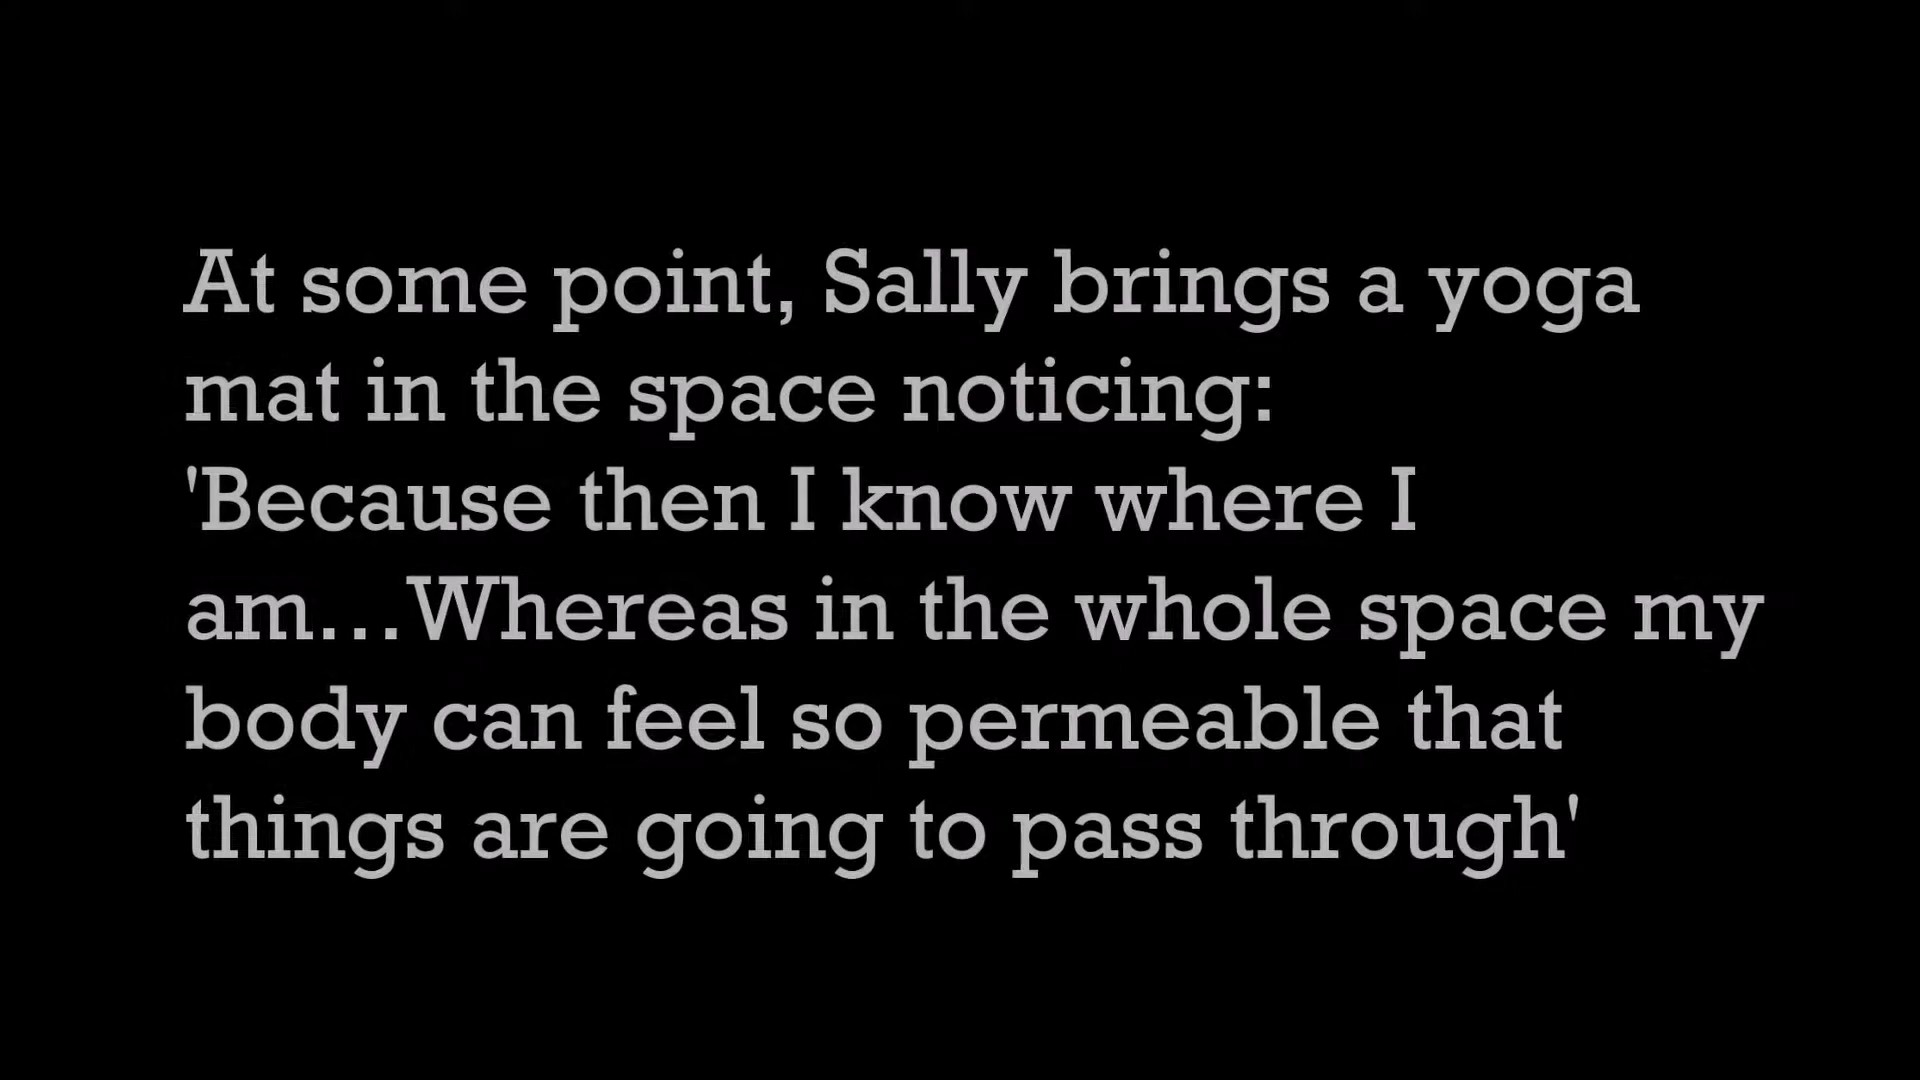 At some point, Sally brings a yoga
mat in the space noticing:
'Because then I know where I
am...Whereas in the whole space my
body can feel so permeable that
things are going to pass through'